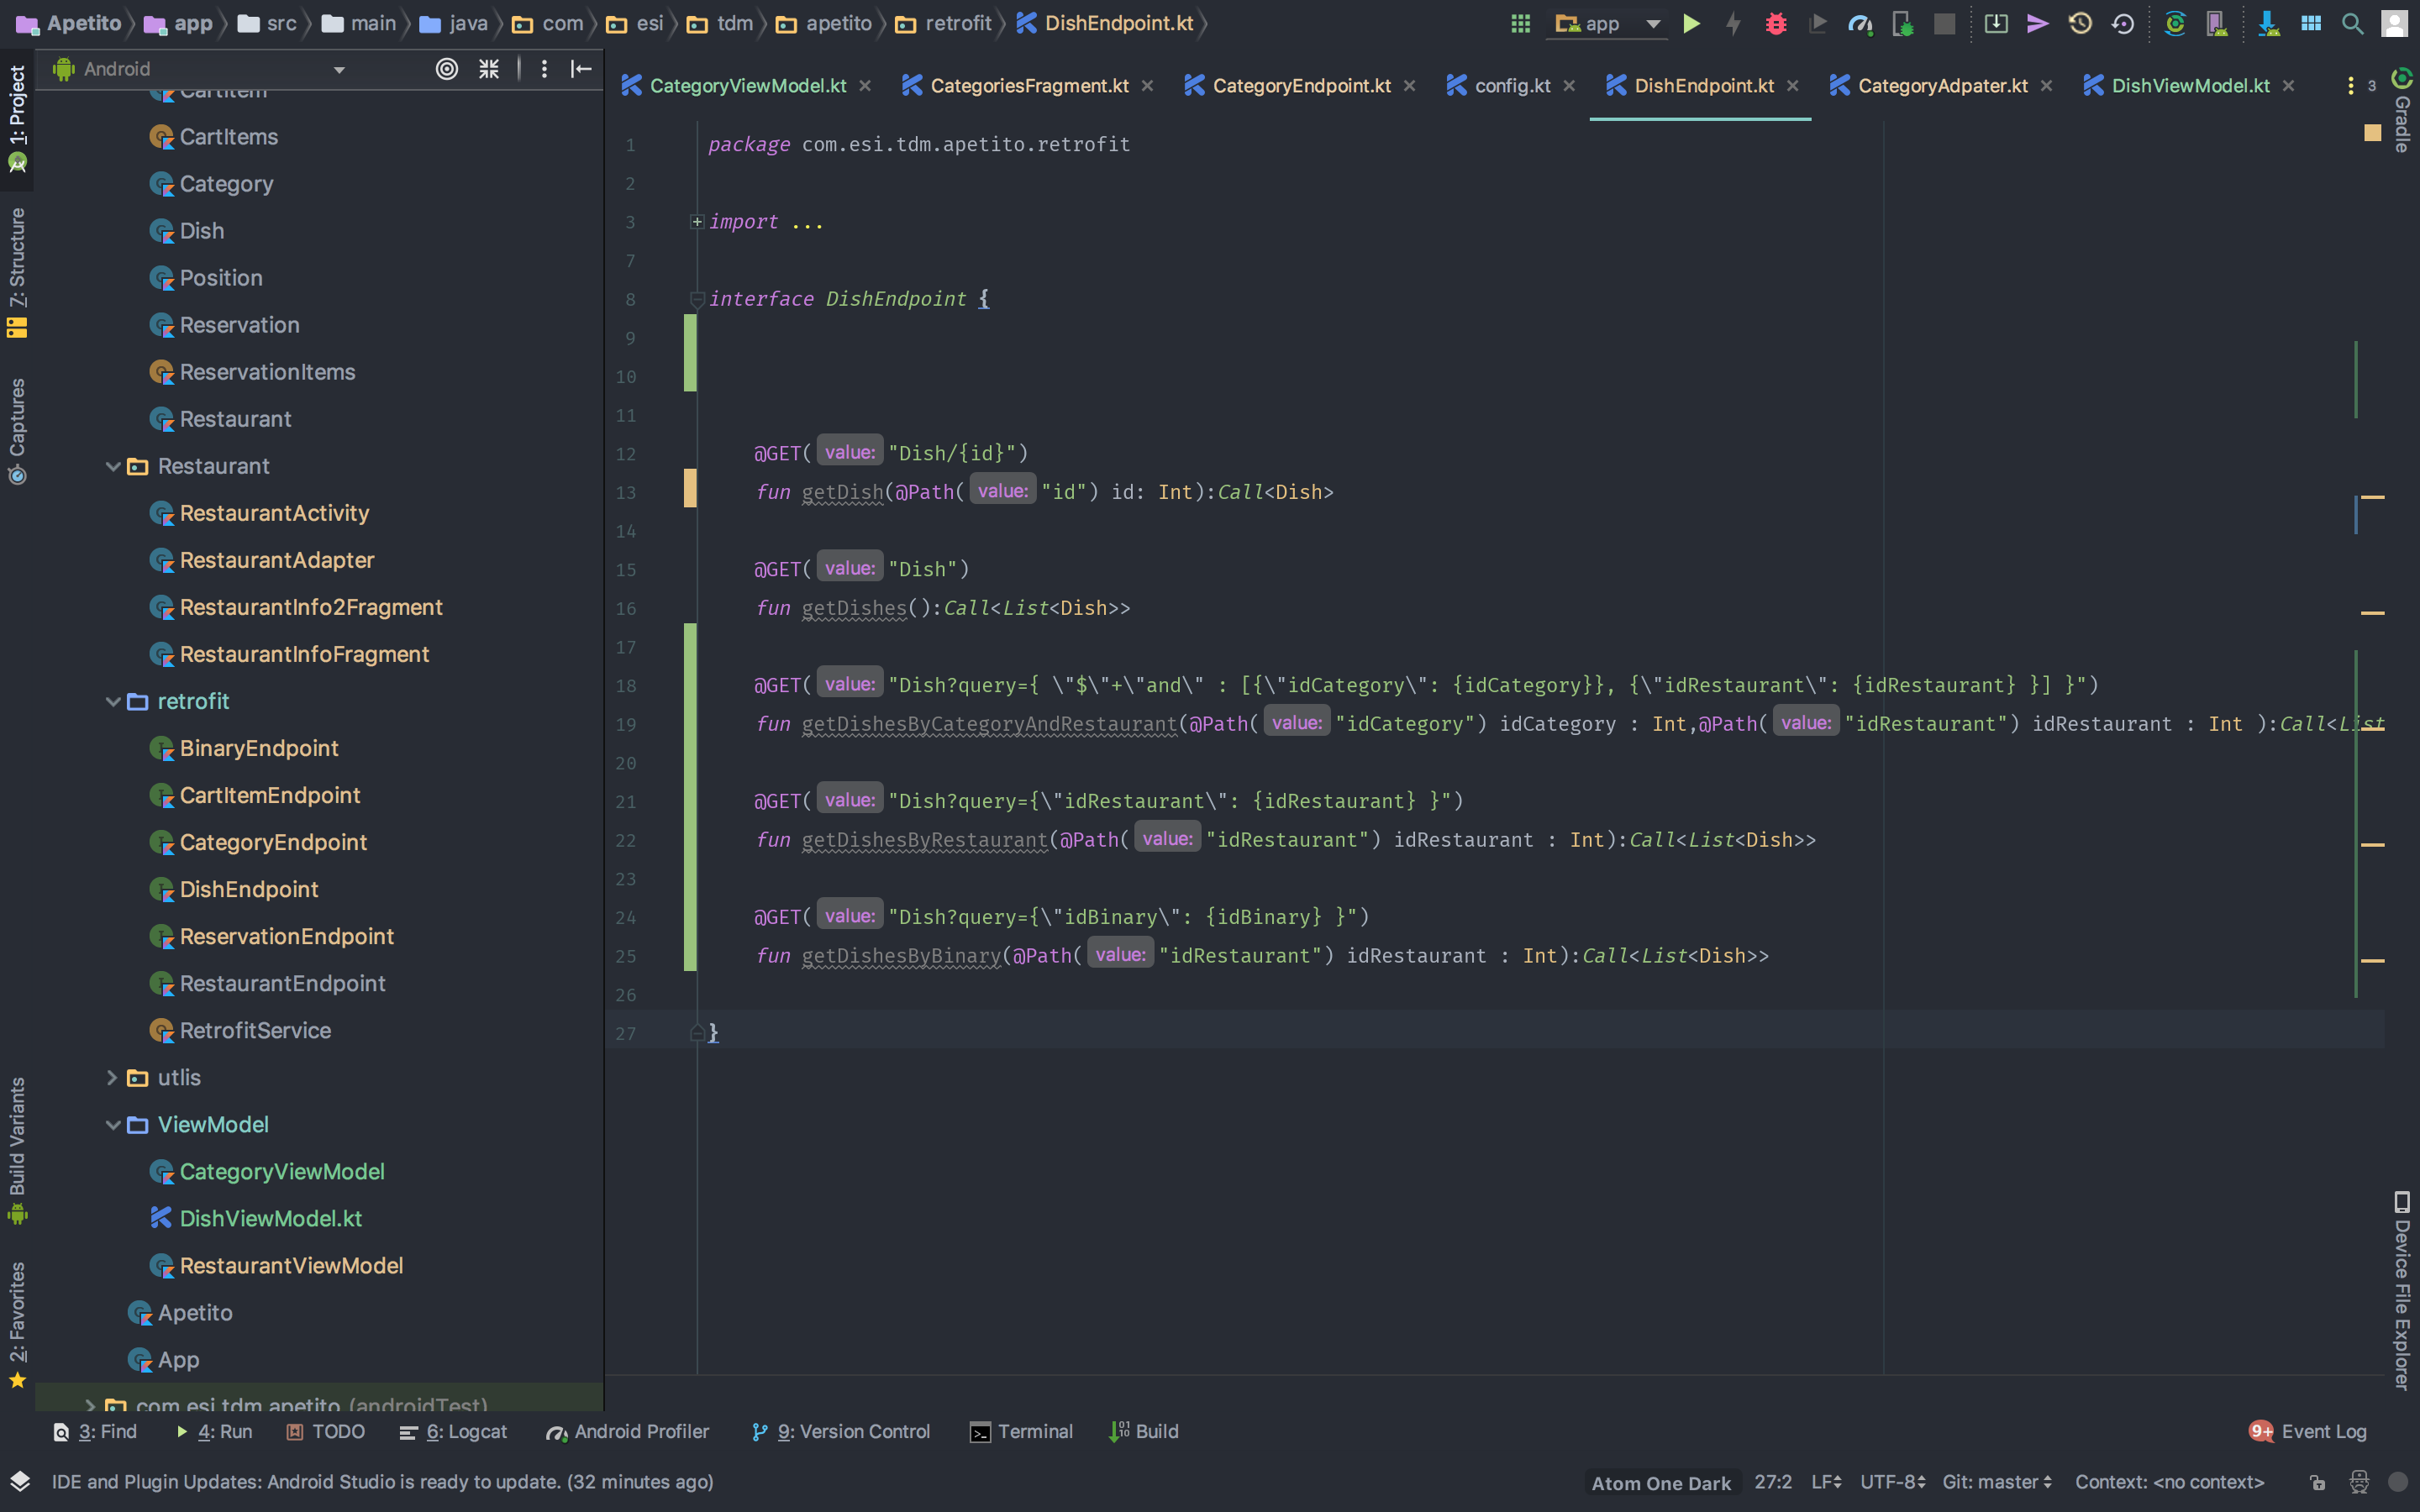 Apetito app src main java com esi tdm apetito retrofit DishEndpoint.kt app
Android
1: Project
7: Structure
Captures
Build Variants
2: Favorites
CartItem
CartItems
Category
Dish
Position
Reservation
ReservationItems
Restaurant
Restaurant
RestaurantActivity
RestaurantAdapter
RestaurantInfo2Fragment
RestaurantInfoFragment
retrofit
BinaryEndpoint
CartItemEndpoint
CategoryEndpoint
DishEndpoint
ReservationEndpoint
RestaurantEndpoint
RetrofitService
utlis
ViewModel
CategoryViewModel
DishViewModel.kt
RestaurantViewModel
Apetito
App
com.esi.tdm.apetito (androidTest)
CategoryViewModel.kt CategoriesFragment.kt CategoryEndpoint.kt config.kt DishEndpoint.kt CategoryAdpater.kt DishViewModel.kt 3
1 package com.esi.tdm.apetito.retrofit
2
3 import ...
7
8 interface DishEndpoint {
9
10
11
12 @GET( value: "Dish/{id}")
13 fun getDish(@Path( value: "id") id: Int):Call<Dish>
14
15 @GET( value: "Dish")
16 fun getDishes():Call<List<Dish>>
17
18 @GET( value: "Dish?query={ \"$\"+\"and\" : [{\"idCategory\": {idCategory}}, {\"idRestaurant\": {idRestaurant} }] }")
19 fun getDishesByCategoryAndRestaurant(@Path( value: "idCategory") idCategory : Int,@Path( value: "idRestaurant") idRestaurant : Int ):Call<List
20
21 @GET( value: "Dish?query={\"idRestaurant\": {idRestaurant} }")
22 fun getDishesByRestaurant(@Path( value: "idRestaurant") idRestaurant : Int):Call<List<Dish>>
23
24 @GET( value: "Dish?query={\"idBinary\": {idBinary} }")
25 fun getDishesByBinary(@Path( value: "idRestaurant") idRestaurant : Int):Call<List<Dish>>
26
27 }
Gradle
Device File Explorer
3: Find 4: Run TODO 6: Logcat Android Profiler 9: Version Control Terminal Build 9+ Event Log
IDE and Plugin Updates: Android Studio is ready to update. (32 minutes ago) Atom One Dark 27:2 LF UTF-8 Git: master Context: <no context>